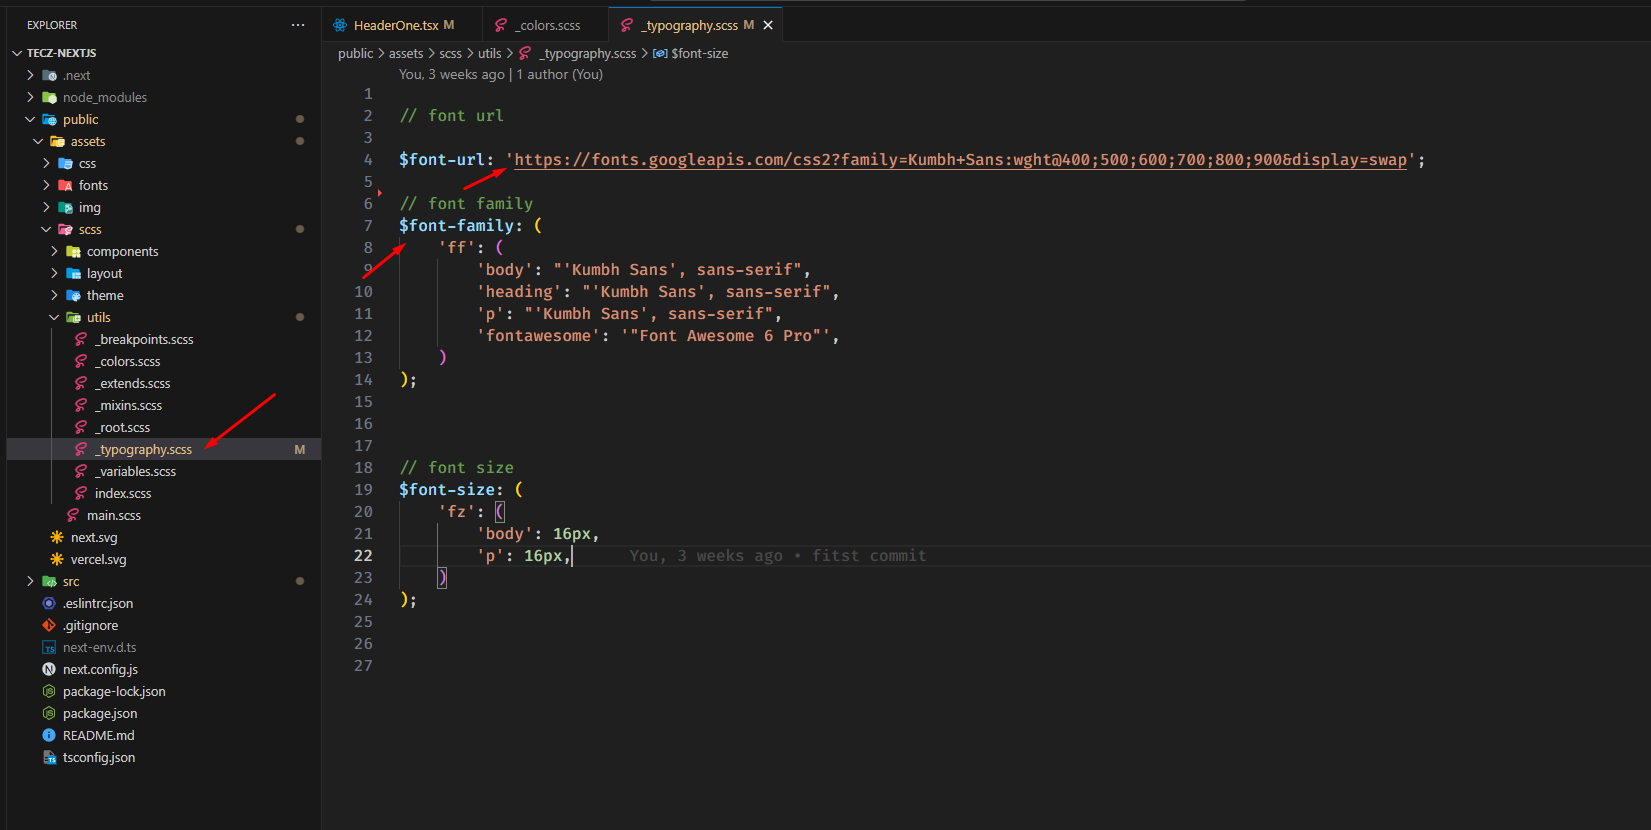 EXPLORER
TECZ-NEXTJS
.next
node_modules
public
assets
css
fonts
img
scss
components
layout
theme
utils
_breakpoints.scss
_colors.scss
_extends.scss
_mixins.scss
_root.scss
_typography.scss M
_variables.scss
index.scss
main.scss
next.svg
vercel.svg
src
.eslintrc.json
.gitignore
next-env.d.ts
next.config.js
package-lock.json
package.json
README.md
tsconfig.json
HeaderOne.tsx M _colors.scss _typography.scss M
public > assets > scss > utils > _typography.scss > $font-size
You, 3 weeks ago | 1 author (You)
1
2 // font url
3
4 $font-url: 'https://fonts.googleapis.com/css2?family=Kumbh+Sans:wght@400;500;600;700;800;900&display=swap';
5
6 // font family
7 $font-family: (
8 'ff': (
9 'body': "'Kumbh Sans', sans-serif",
10 'heading': "'Kumbh Sans', sans-serif",
11 'p': "'Kumbh Sans', sans-serif",
12 'fontawesome': '"Font Awesome 6 Pro"',
13 )
14 );
15
16
17
18 // font size
19 $font-size: (
20 'fz': (
21 'body': 16px,
22 'p': 16px, You, 3 weeks ago • fitst commit
23 )
24 );
25
26
27